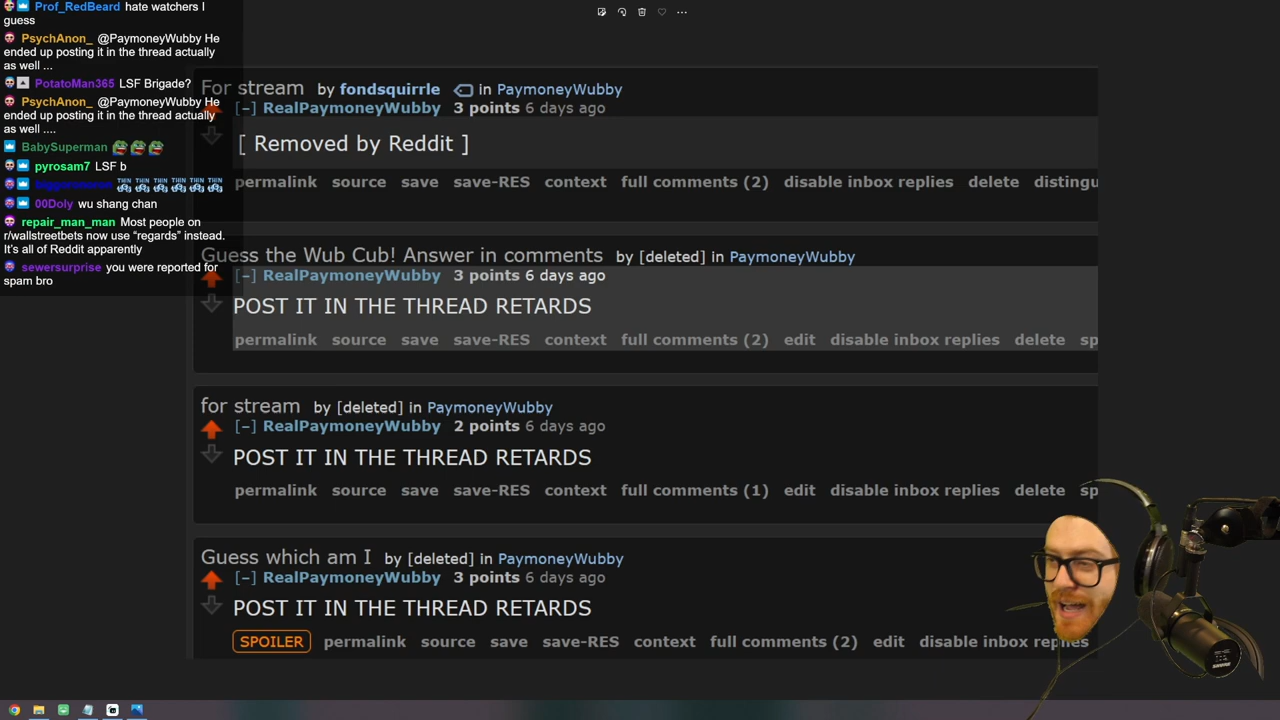 Prof_RedBeard hate watchers I
guess
PsychAnon_ @PaymoneyWubby He
ended up posting it in the thread actually
as well ...
PotatoMan365 LSF Brigade?
PsychAnon_ @PaymoneyWubby He
ended up posting it in the thread actually
as well ....
BabySuperman
pyrosam7 LSF b
00Doly wu shang chan
repair_man_man Most people on
r/wallstreetbets now use “regards” instead.
It’s all of Reddit apparently
sewersurprise you were reported for
spam bro
For stream by fondsquirrle in PaymoneyWubby
[−] RealPaymoneyWubby 3 points 6 days ago
[ Removed by Reddit ]
permalink source save save-RES context full comments (2) disable inbox replies delete distingu
Guess the Wub Cub! Answer in comments by [deleted] in PaymoneyWubby
[−] RealPaymoneyWubby 3 points 6 days ago
POST IT IN THE THREAD RETARDS
permalink source save save-RES context full comments (2) edit disable inbox replies delete sp
for stream by [deleted] in PaymoneyWubby
[−] RealPaymoneyWubby 2 points 6 days ago
POST IT IN THE THREAD RETARDS
permalink source save save-RES context full comments (1) edit disable inbox replies delete sp
Guess which am I by [deleted] in PaymoneyWubby
[−] RealPaymoneyWubby 3 points 6 days ago
POST IT IN THE THREAD RETARDS
SPOILER permalink source save save-RES context full comments (2) edit disable inbox replies